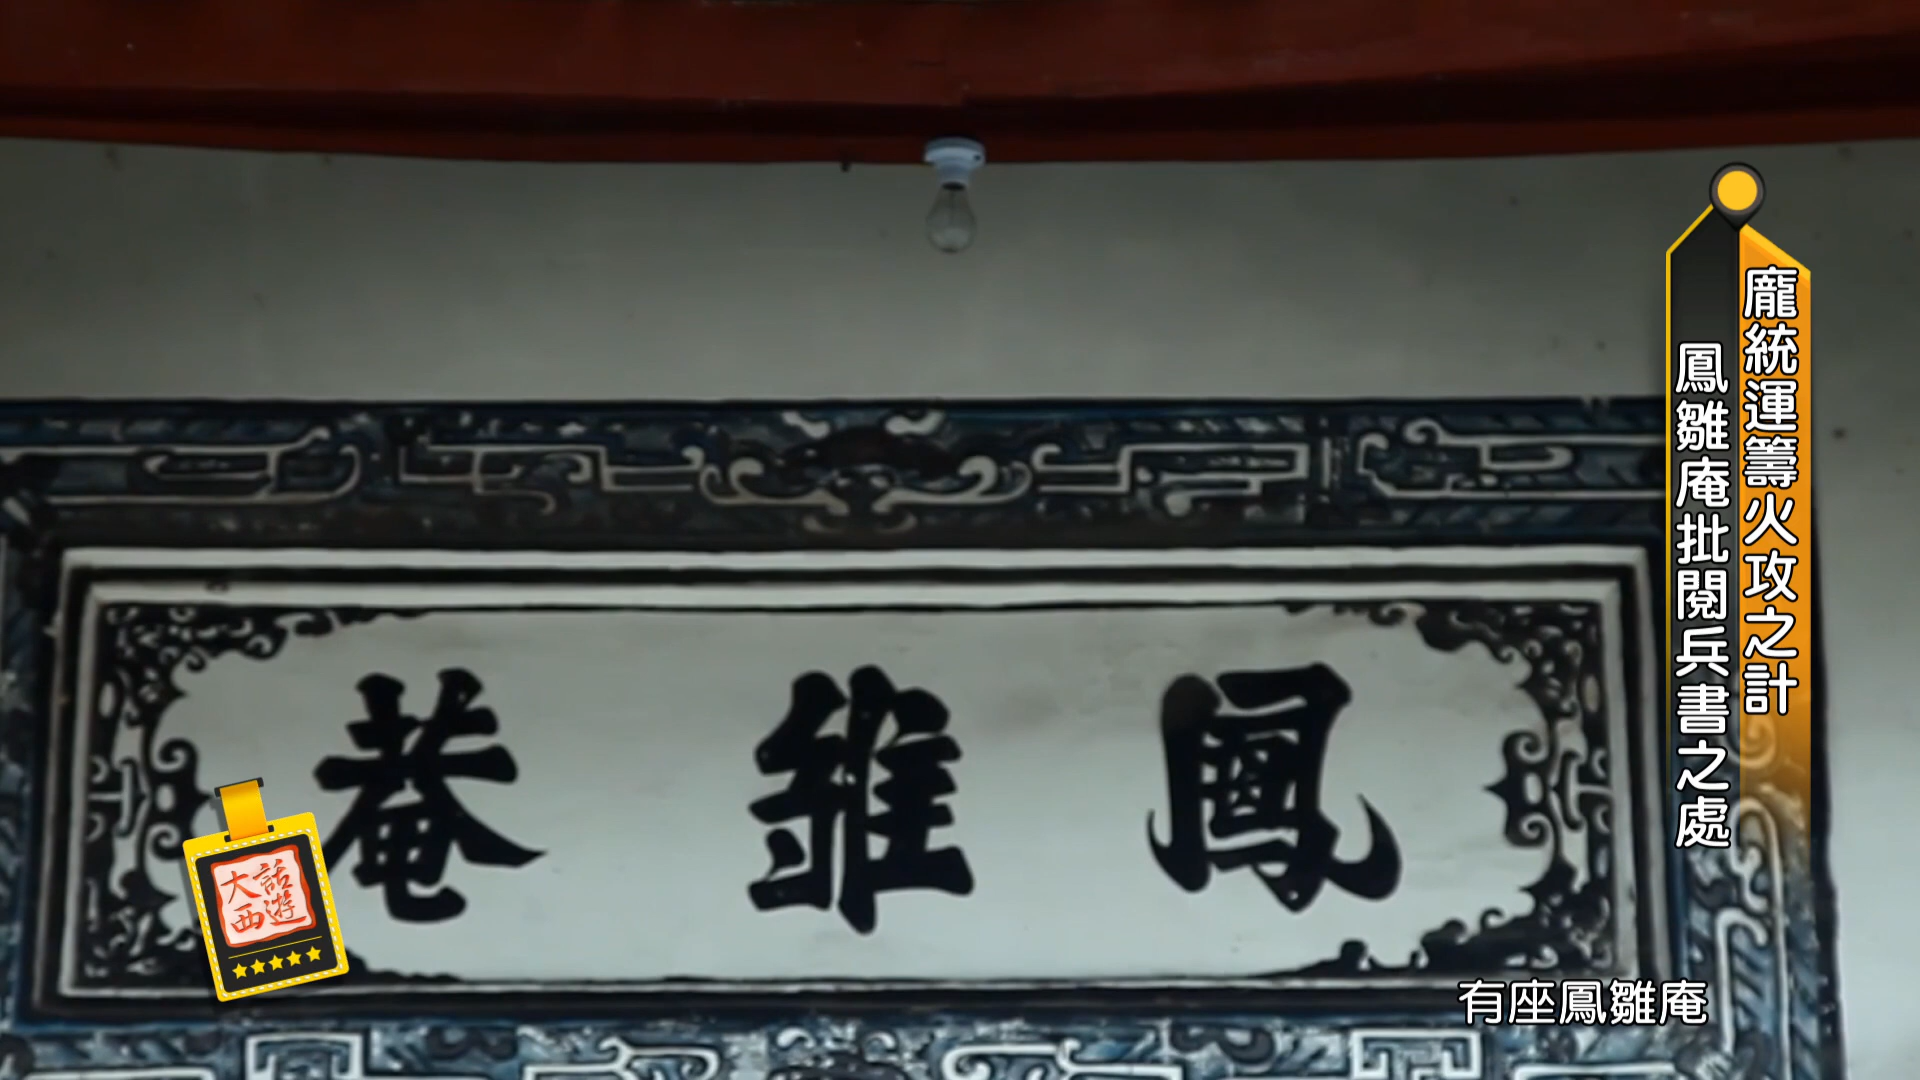 龐統運籌火攻之計
鳳雛庵批閱兵書之處
鳳雛菴
大話西遊
有座鳳雛庵